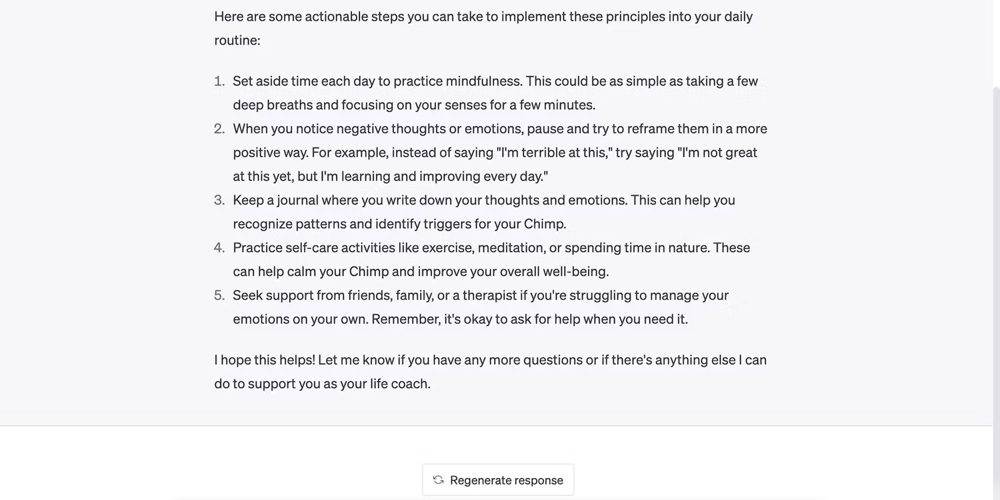 Here are some actionable steps you can take to implement these principles into your daily
routine:
1. Set aside time each day to practice mindfulness. This could be as simple as taking a few
deep breaths and focusing on your senses for a few minutes.
2. When you notice negative thoughts or emotions, pause and try to reframe them in a more
positive way. For example, instead of saying "I'm terrible at this," try saying "I'm not great
at this yet, but I'm learning and improving every day."
3. Keep a journal where you write down your thoughts and emotions. This can help you
recognize patterns and identify triggers for your Chimp.
4. Practice self-care activities like exercise, meditation, or spending time in nature. These
can help calm your Chimp and improve your overall well-being.
5. Seek support from friends, family, or a therapist if you're struggling to manage your
emotions on your own. Remember, it's okay to ask for help when you need it.
I hope this helps! Let me know if you have any more questions or if there's anything else I can
do to support you as your life coach.
Regenerate response